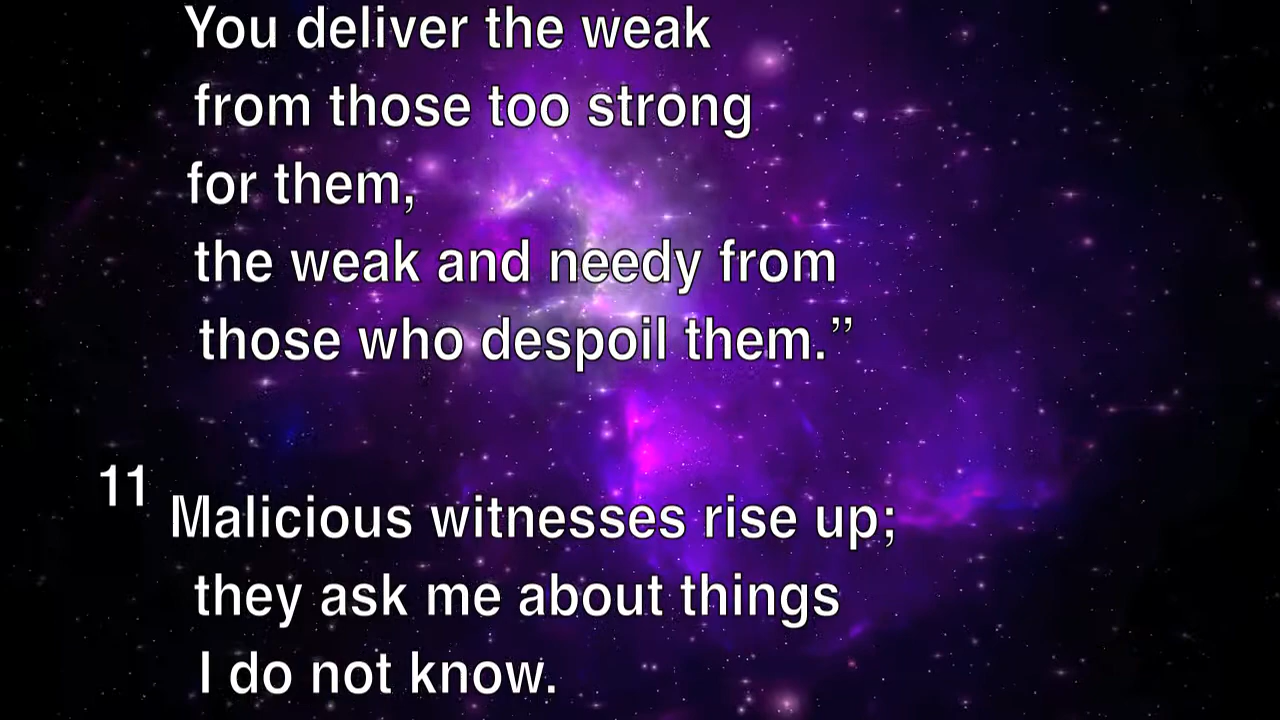 You deliver the weak
from those too strong
for them,
the weak and needy from
those who despoil them.”
11 Malicious witnesses rise up;
they ask me about things
I do not know.